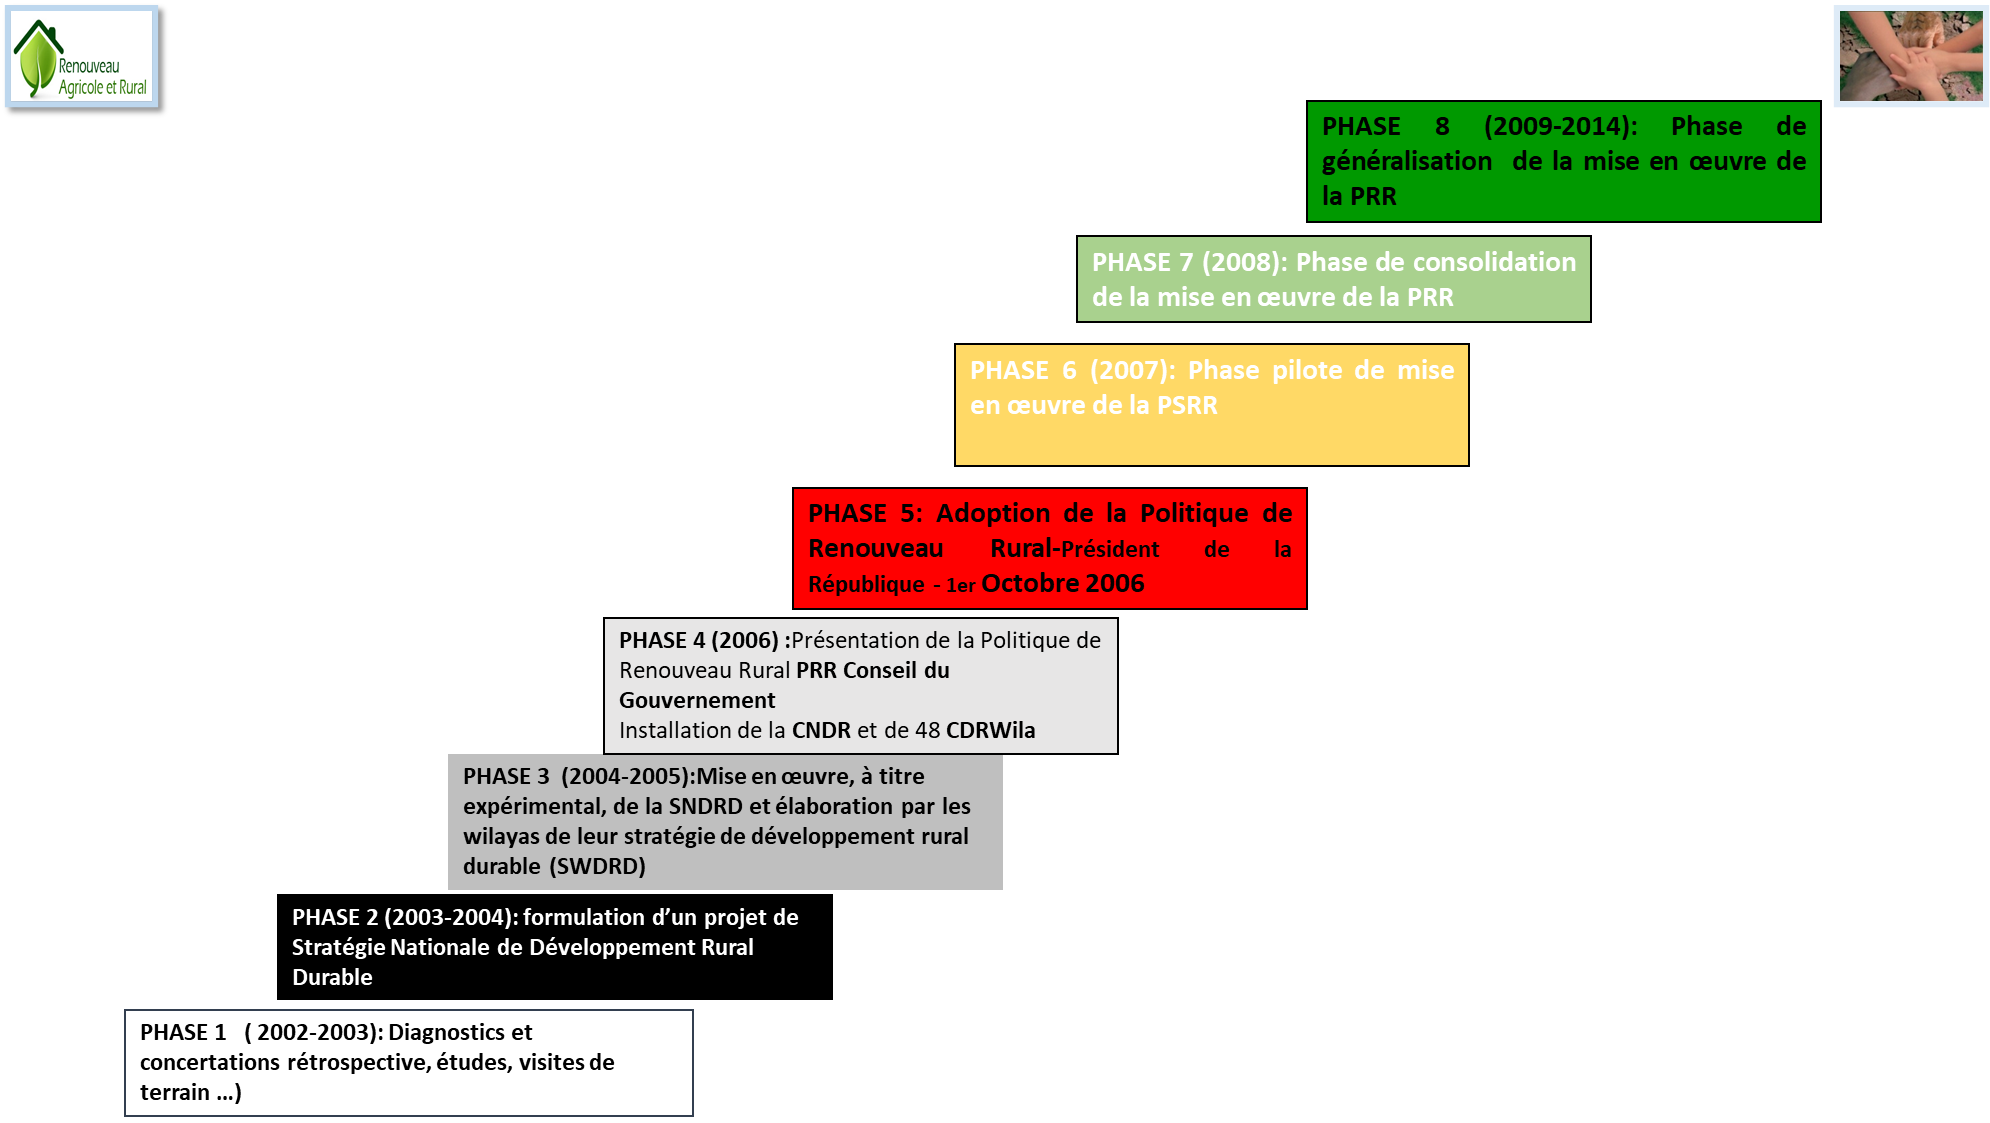 Renouveau
Agricole et Rural
PHASE 8 (2009-2014): Phase de
généralisation de la mise en œuvre de
la PRR
PHASE 7 (2008): Phase de consolidation
de la mise en œuvre de la PRR
PHASE 6 (2007): Phase pilote de mise
en œuvre de la PSRR
PHASE 5: Adoption de la Politique de
Renouveau Rural-Président de la
République - 1er Octobre 2006
PHASE 4 (2006) :Présentation de la Politique de
Renouveau Rural PRR Conseil du
Gouvernement
Installation de la CNDR et de 48 CDRWila
PHASE 3 (2004-2005):Mise en œuvre, à titre
expérimental, de la SNDRD et élaboration par les
wilayas de leur stratégie de développement rural
durable (SWDRD)
PHASE 2 (2003-2004): formulation d’un projet de
Stratégie Nationale de Développement Rural
Durable
PHASE 1 ( 2002-2003): Diagnostics et
concertations rétrospective, études, visites de
terrain …)